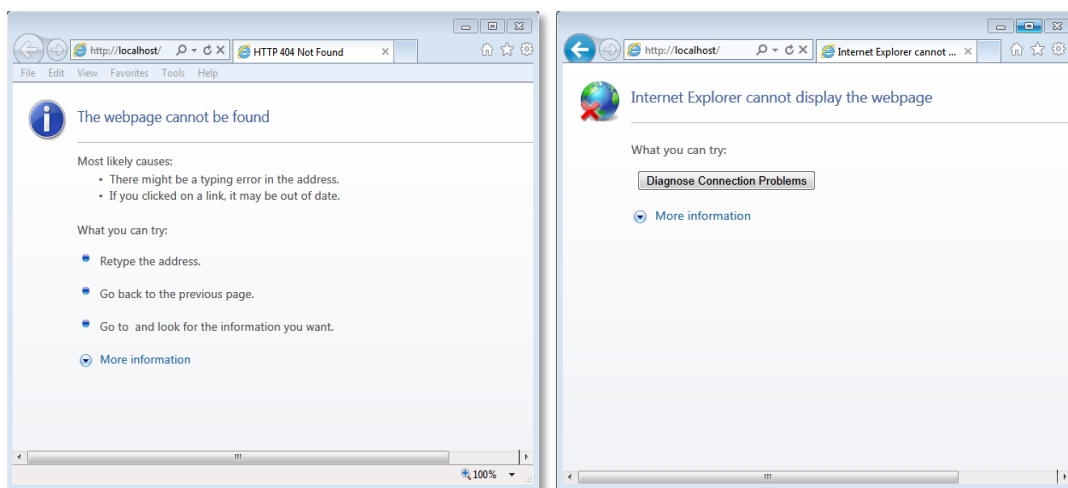 http://localhost/
HTTP 404 Not Found
File Edit View Favorites Tools Help
The webpage cannot be found
Most likely causes:
• There might be a typing error in the address.
• If you clicked on a link, it may be out of date.
What you can try:
Retype the address.
Go back to the previous page.
Go to  and look for the information you want.
More information
100%
http://localhost/
Internet Explorer cannot ...
Internet Explorer cannot display the webpage
What you can try:
Diagnose Connection Problems
More information